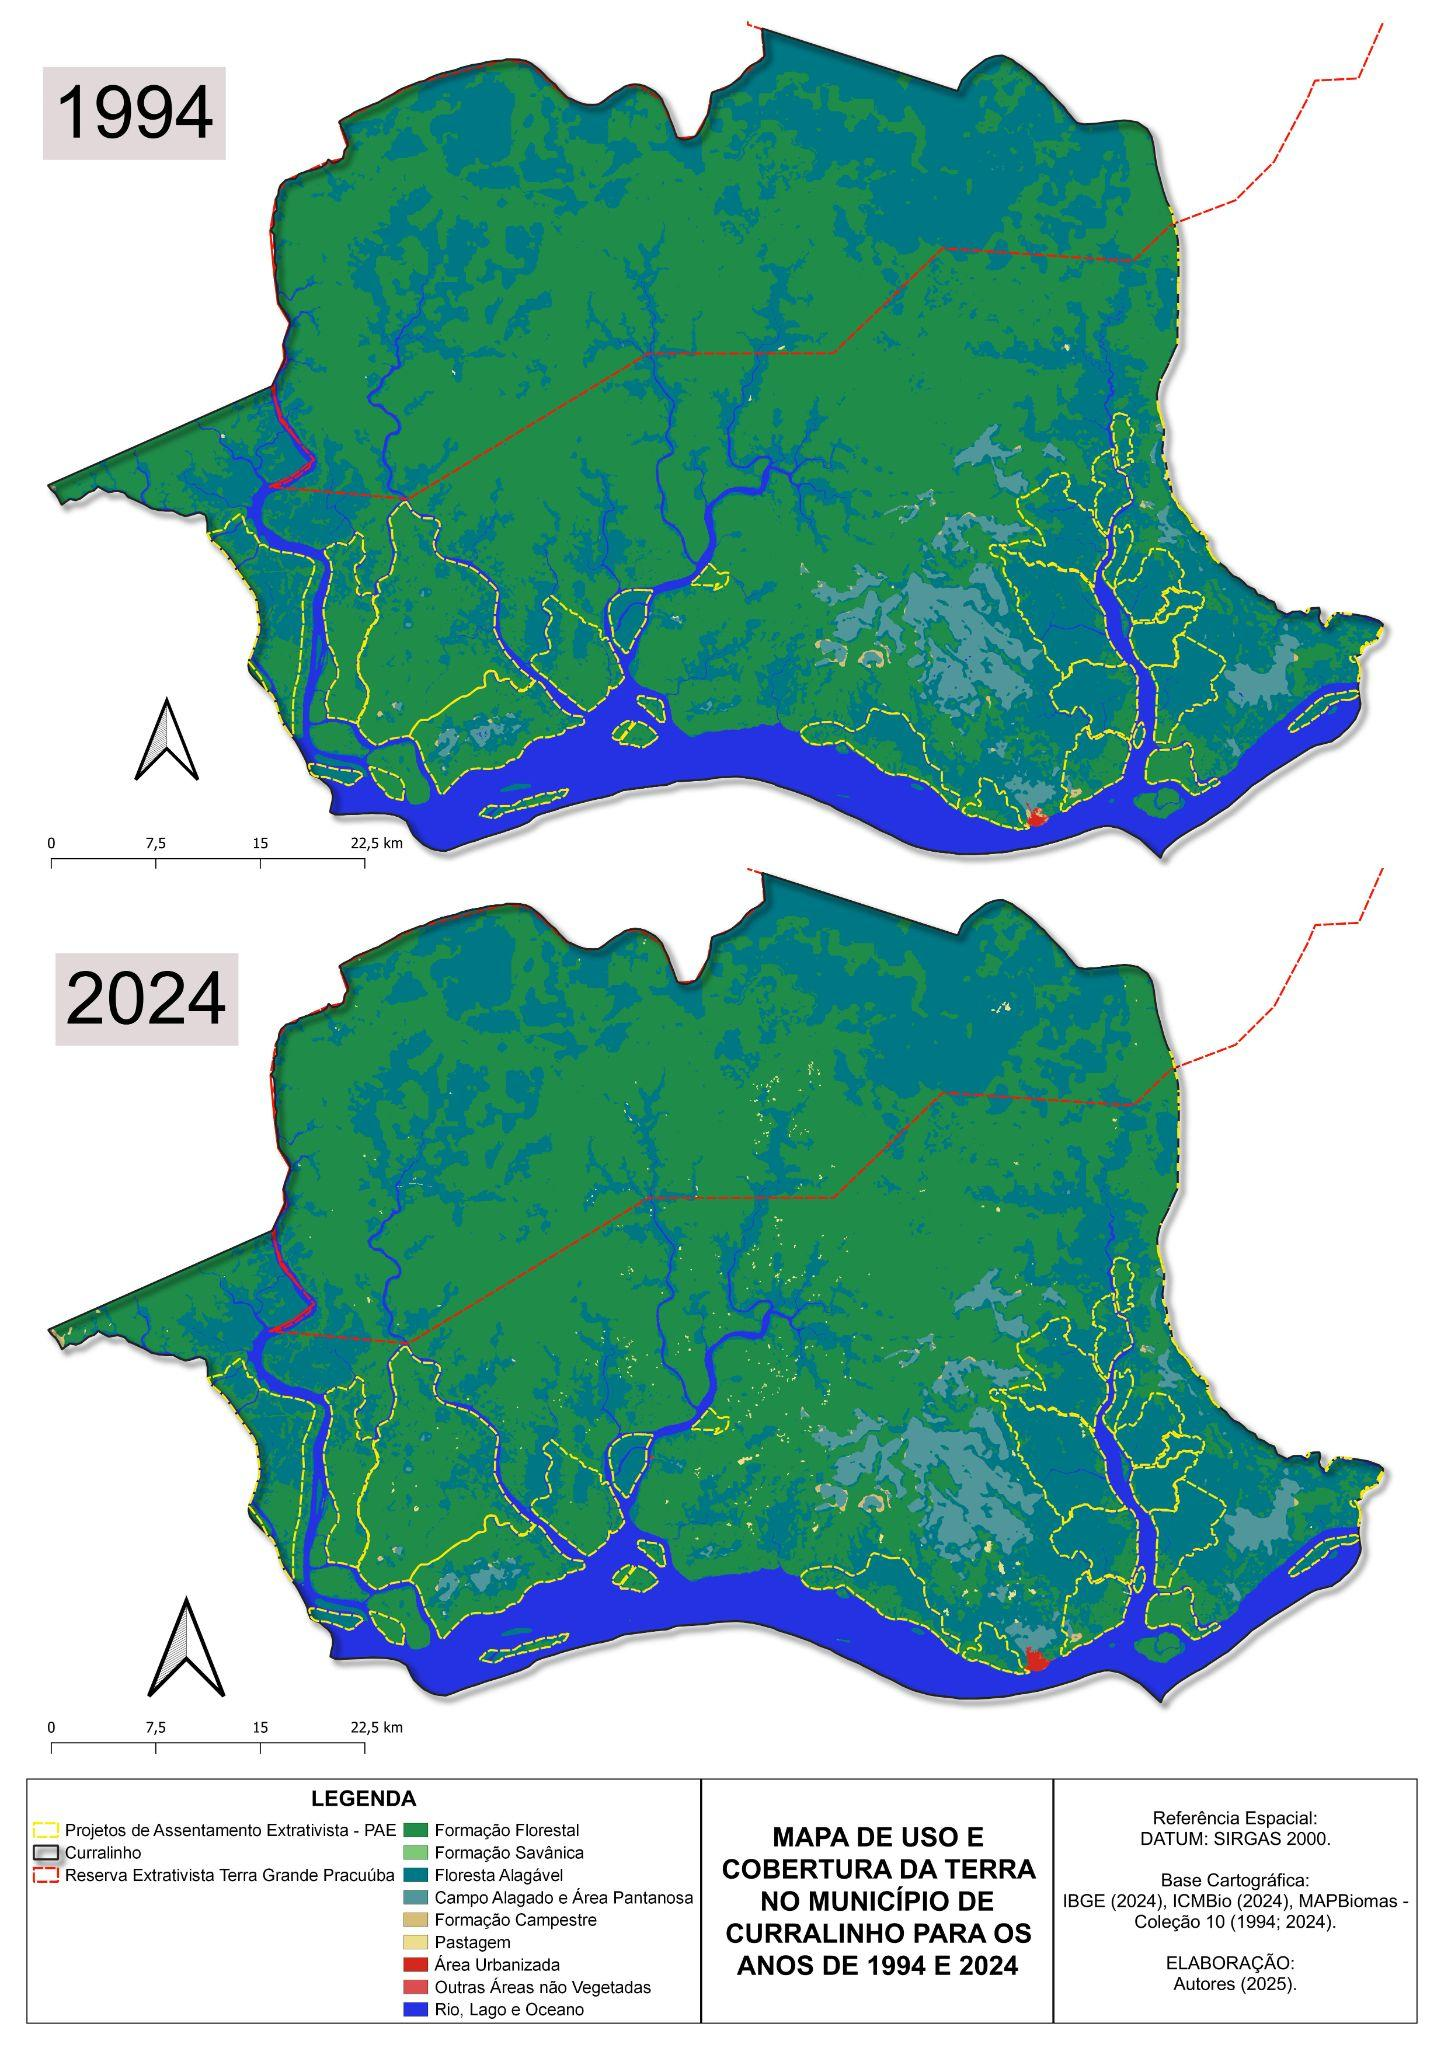 1994
0 7,5 15 22,5 km
2024
0 7,5 15 22,5 km
LEGENDA
Projetos de Assentamento Extrativista - PAE
Curralinho
Reserva Extrativista Terra Grande Pracuúba
Formação Florestal
Formação Savânica
Floresta Alagável
Campo Alagado e Área Pantanosa
Formação Campestre
Pastagem
Área Urbanizada
Outras Áreas não Vegetadas
Rio, Lago e Oceano
MAPA DE USO E
COBERTURA DA TERRA
NO MUNICÍPIO DE
CURRALINHO PARA OS
ANOS DE 1994 E 2024
Referência Espacial:
DATUM: SIRGAS 2000.
Base Cartográfica:
IBGE (2024), ICMBio (2024), MAPBiomas -
Coleção 10 (1994; 2024).
ELABORAÇÃO:
Autores (2025).